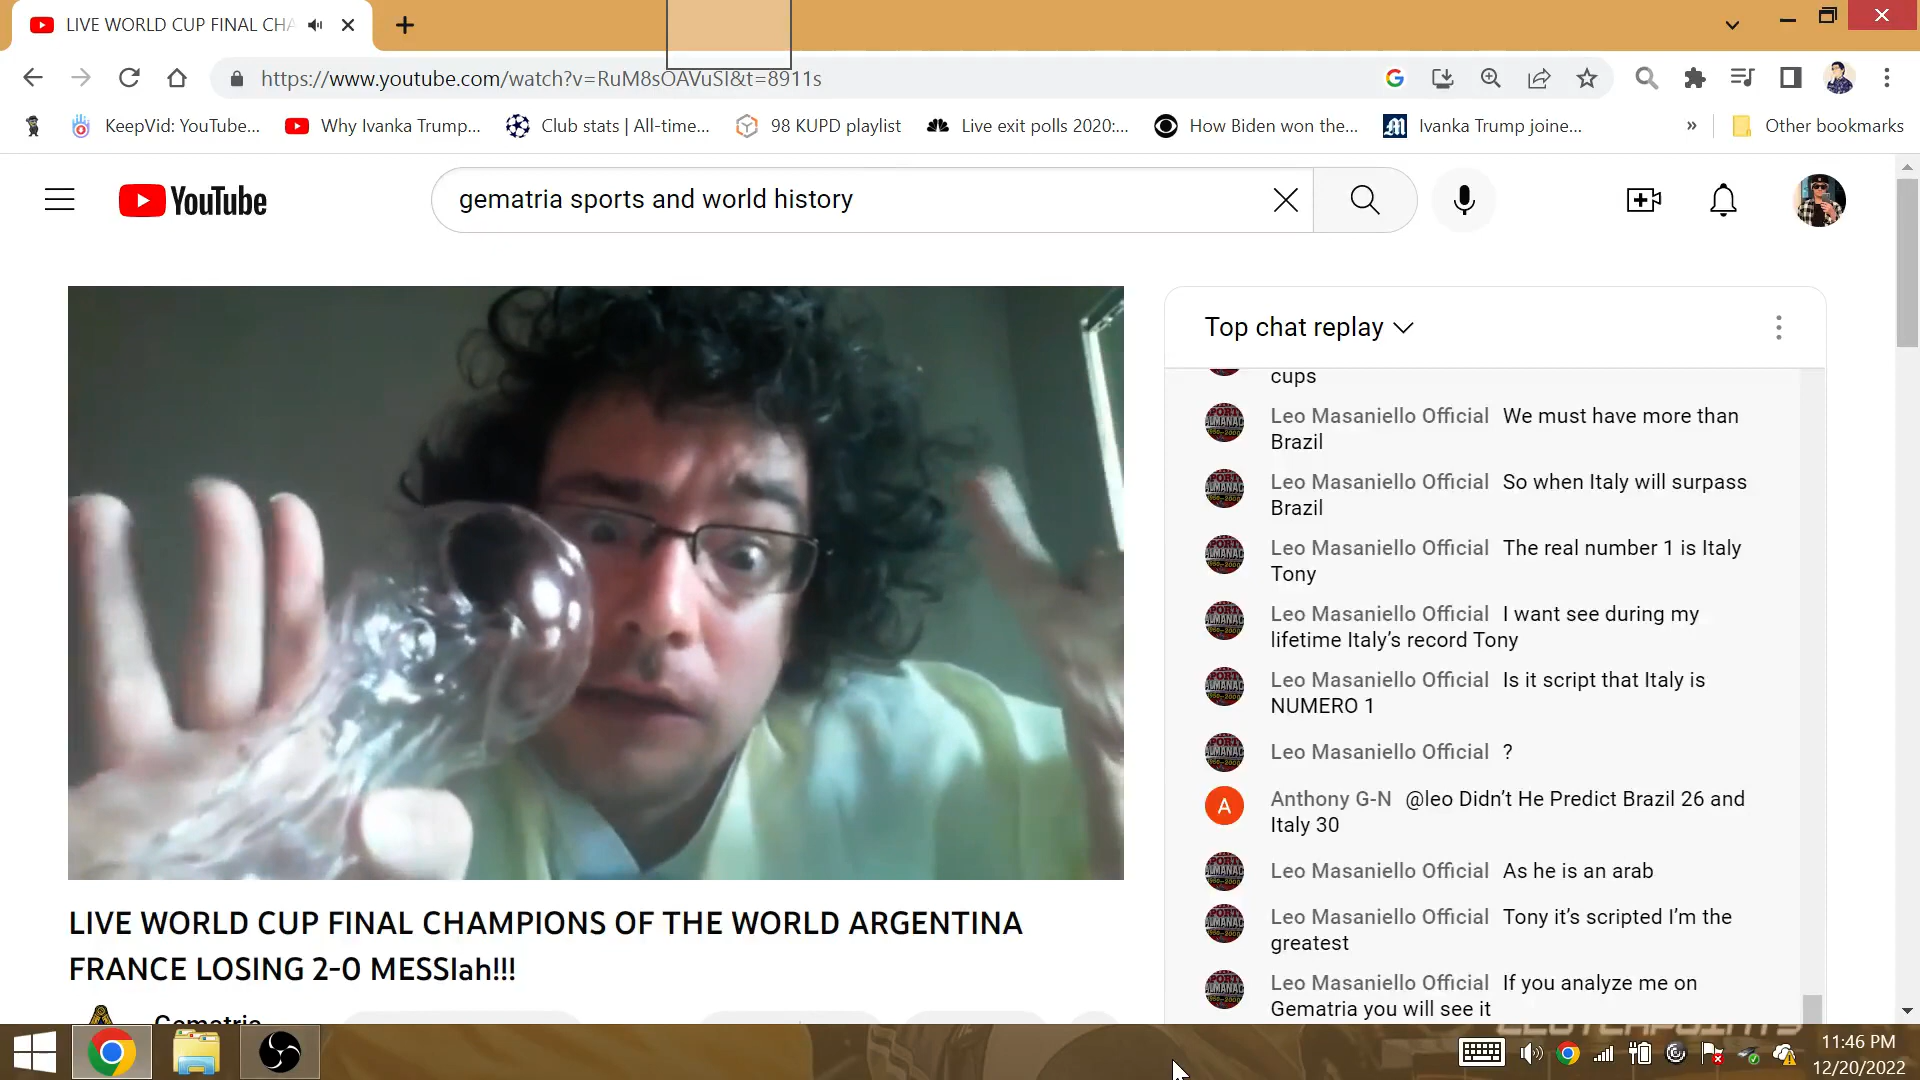 LIVE WORLD CUP FINAL CHA
https://www.youtube.com/watch?v=RuM8sOAVuSI&t=8911s
KeepVid: YouTube...
Why Ivanka Trump...
Club stats | All-time...
98 KUPD playlist
Live exit polls 2020:...
How Biden won the...
Ivanka Trump joine...
»
Other bookmarks
YouTube
gematria sports and world history
Top chat replay
cups
Leo Masaniello Official We must have more than
Brazil
Leo Masaniello Official So when Italy will surpass
Brazil
Leo Masaniello Official The real number 1 is Italy
Tony
Leo Masaniello Official I want see during my
lifetime Italy’s record Tony
Leo Masaniello Official Is it script that Italy is
NUMERO 1
Leo Masaniello Official ?
A Anthony G-N @leo Didn’t He Predict Brazil 26 and
Italy 30
Leo Masaniello Official As he is an arab
Leo Masaniello Official Tony it’s scripted I’m the
greatest
Leo Masaniello Official If you analyze me on
Gematria you will see it
LIVE WORLD CUP FINAL CHAMPIONS OF THE WORLD ARGENTINA
FRANCE LOSING 2-0 MESSIah!!!
Gematria
CLUTCHPOINTS
11:46 PM
12/20/2022